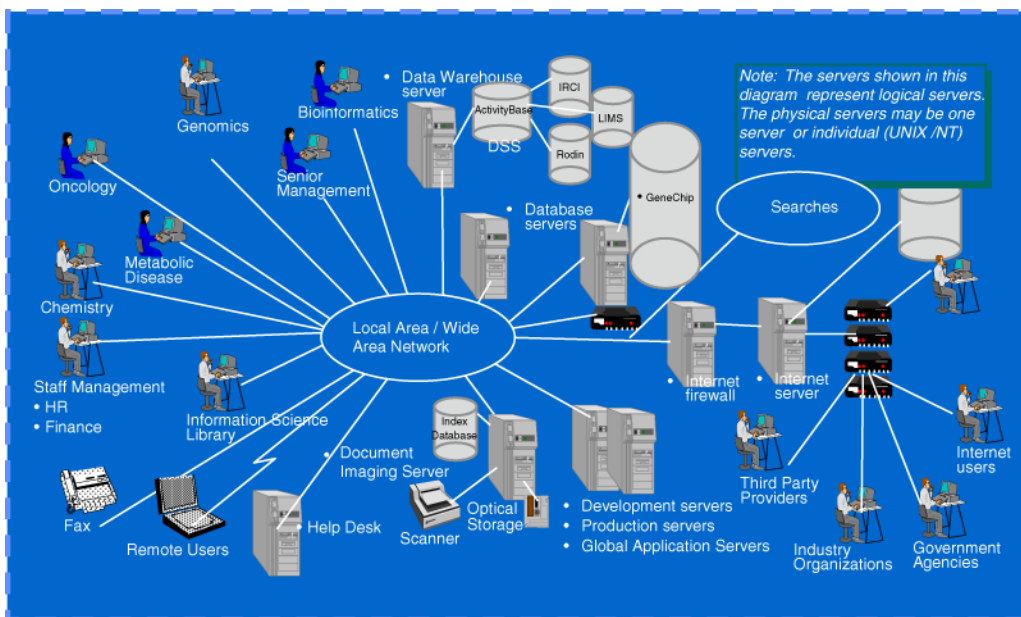 • Data Warehouse
server
IRCI
ActivityBase
LIMS
DSS
Rodin
Note: The servers shown in this
diagram represent logical servers.
The physical servers may be one
server or individual (UNIX /NT)
servers.
Genomics
Bioinformatics
Oncology
Senior
Management
• Database
servers
• GeneChip
Searches
Metabolic
Disease
Chemistry
Local Area / Wide
Area Network
Staff Management
• HR
• Finance
Information Science
Library
• Internet
firewall
• Internet
server
Index
Database
• Document
Imaging Server
Internet
users
Third Party
Providers
Fax
Remote Users
• Help Desk
Scanner
Optical
Storage
• Development servers
• Production servers
• Global Application Servers
Industry
Organizations
Government
Agencies